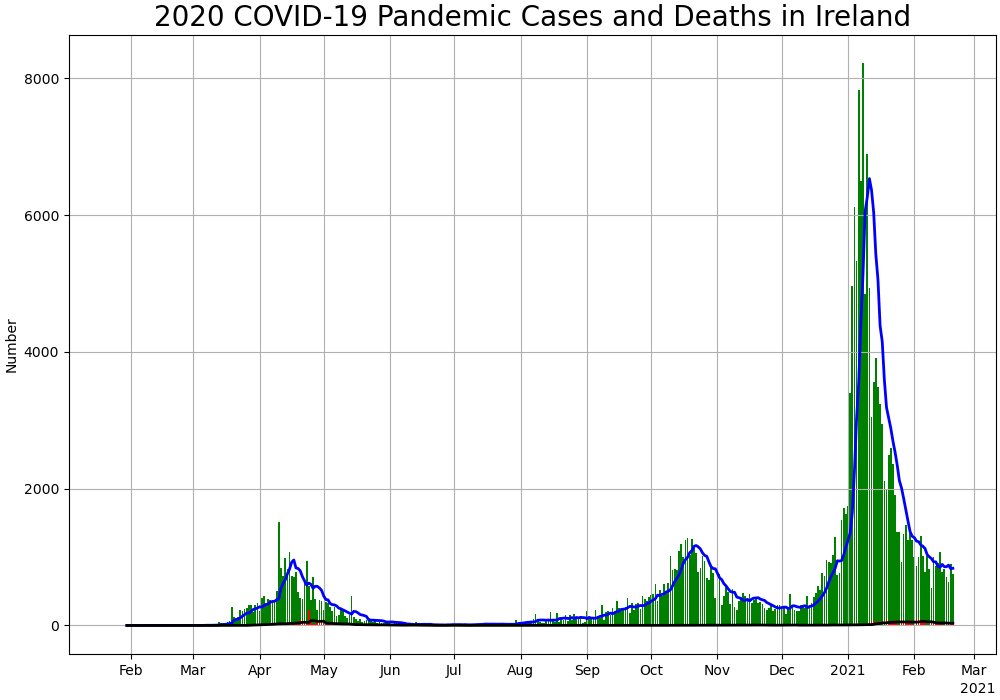 2020 COVID-19 Pandemic Cases and Deaths in Ireland
Number
8000
6000
4000
2000
0
Feb Mar Apr May Jun Jul Aug Sep Oct Nov Dec 2021 Feb Mar
2021